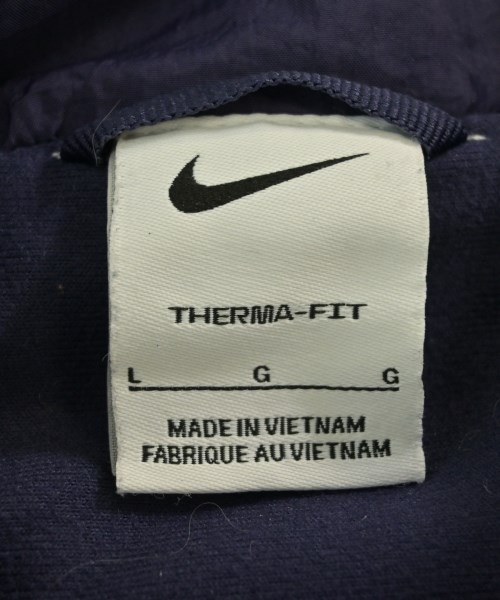 THERMA-FIT
L G G
MADE IN VIETNAM
FABRIQUE AU VIETNAM